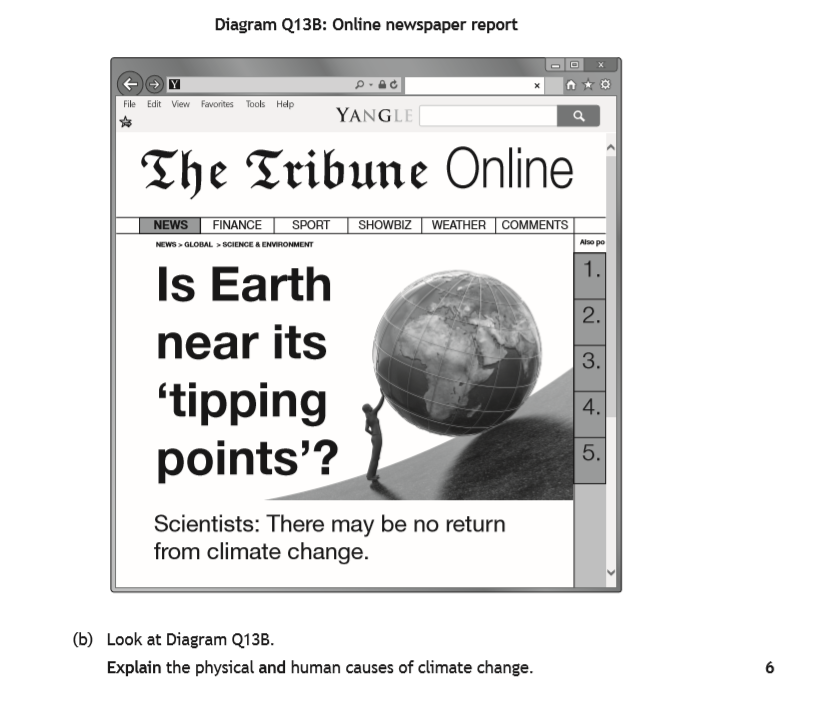 Diagram Q13B: Online newspaper report
Y
x
File Edit View Favorites Tools Help
YANGLE
The Tribune Online
NEWS FINANCE SPORT SHOWBIZ WEATHER COMMENTS
NEWS > GLOBAL > SCIENCE & ENVIRONMENT
Also po
Is Earth
near its
‘tipping
points’?
1.
2.
3.
4.
5.
Scientists: There may be no return
from climate change.
(b) Look at Diagram Q13B.
Explain the physical and human causes of climate change. 6